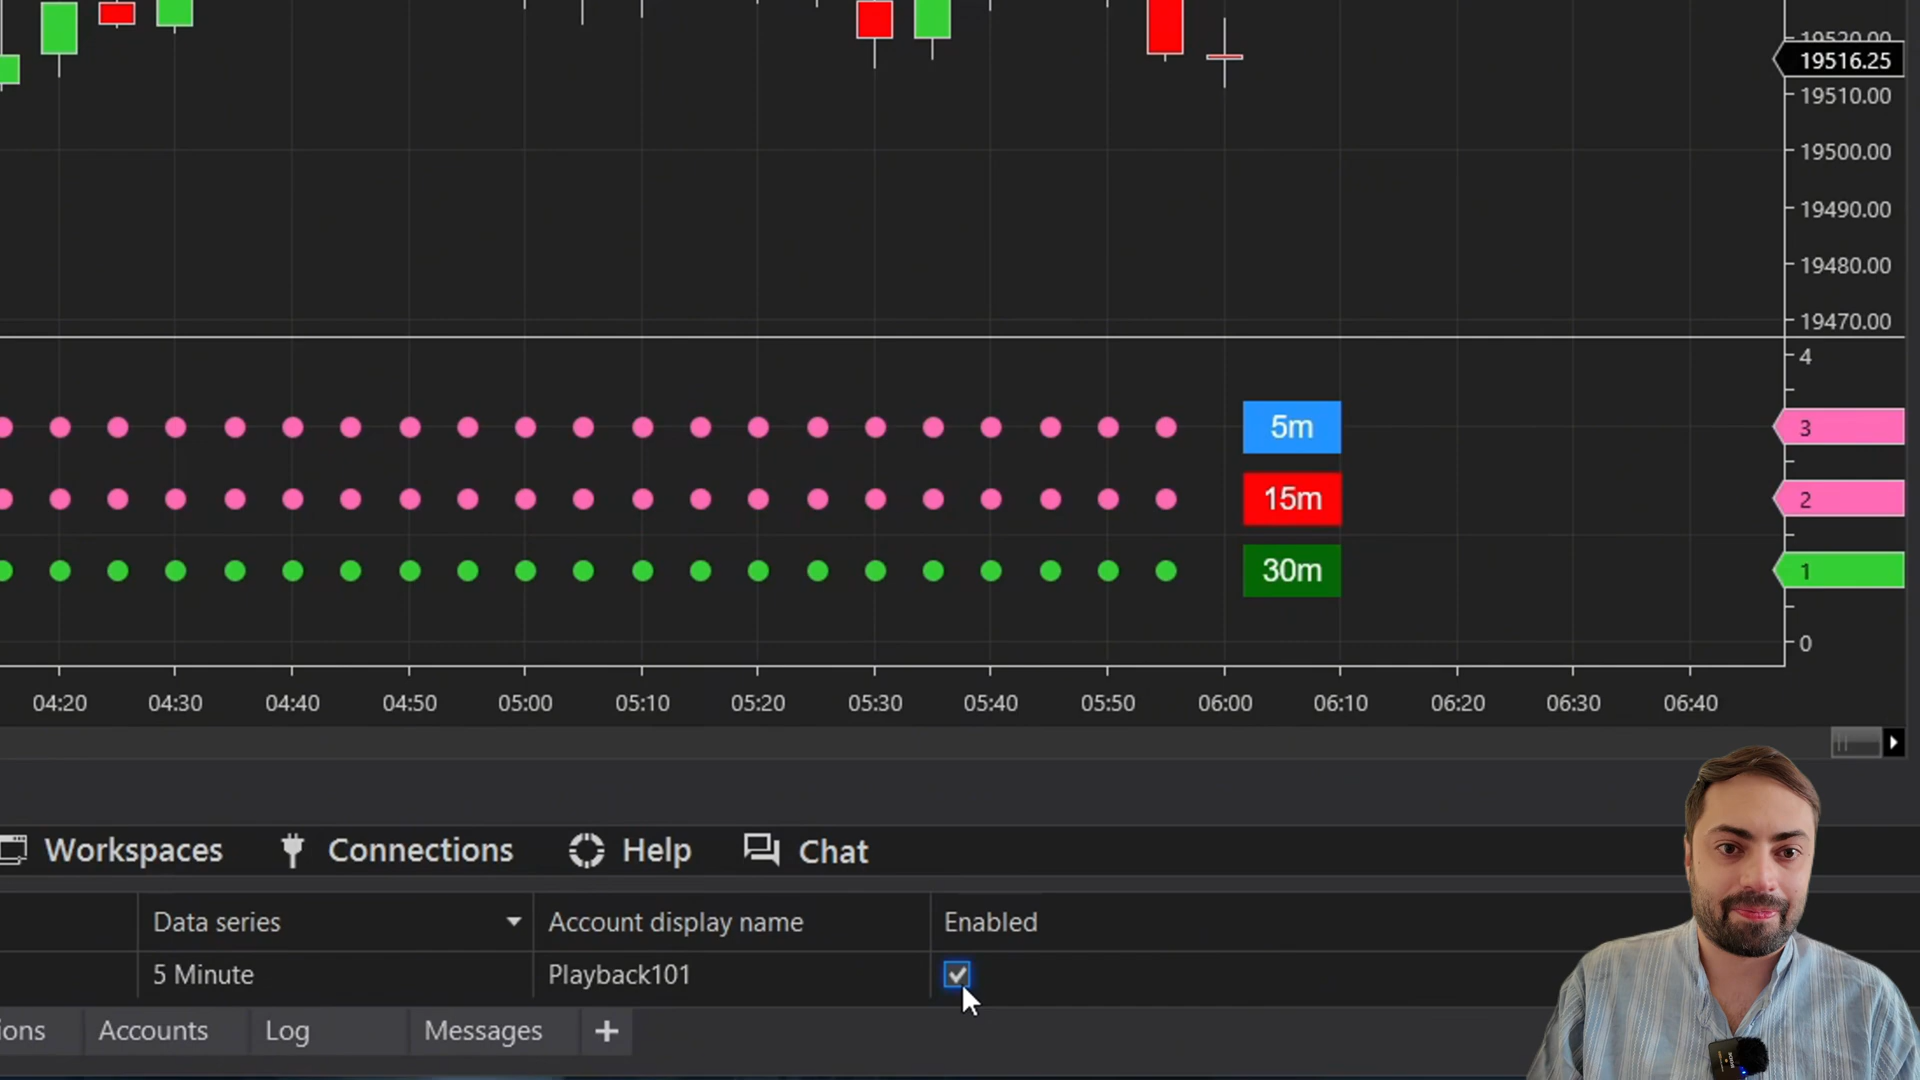 19520.00
19516.25
19510.00
19500.00
19490.00
19480.00
19470.00
4
5m
3
15m
2
30m
1
0
04:20 04:30 04:40 04:50 05:00 05:10 05:20 05:30 05:40 05:50 06:00 06:10 06:20 06:30 06:40
Workspaces Connections Help Chat
Data series Account display name Enabled
5 Minute Playback101
ions Accounts Log Messages +